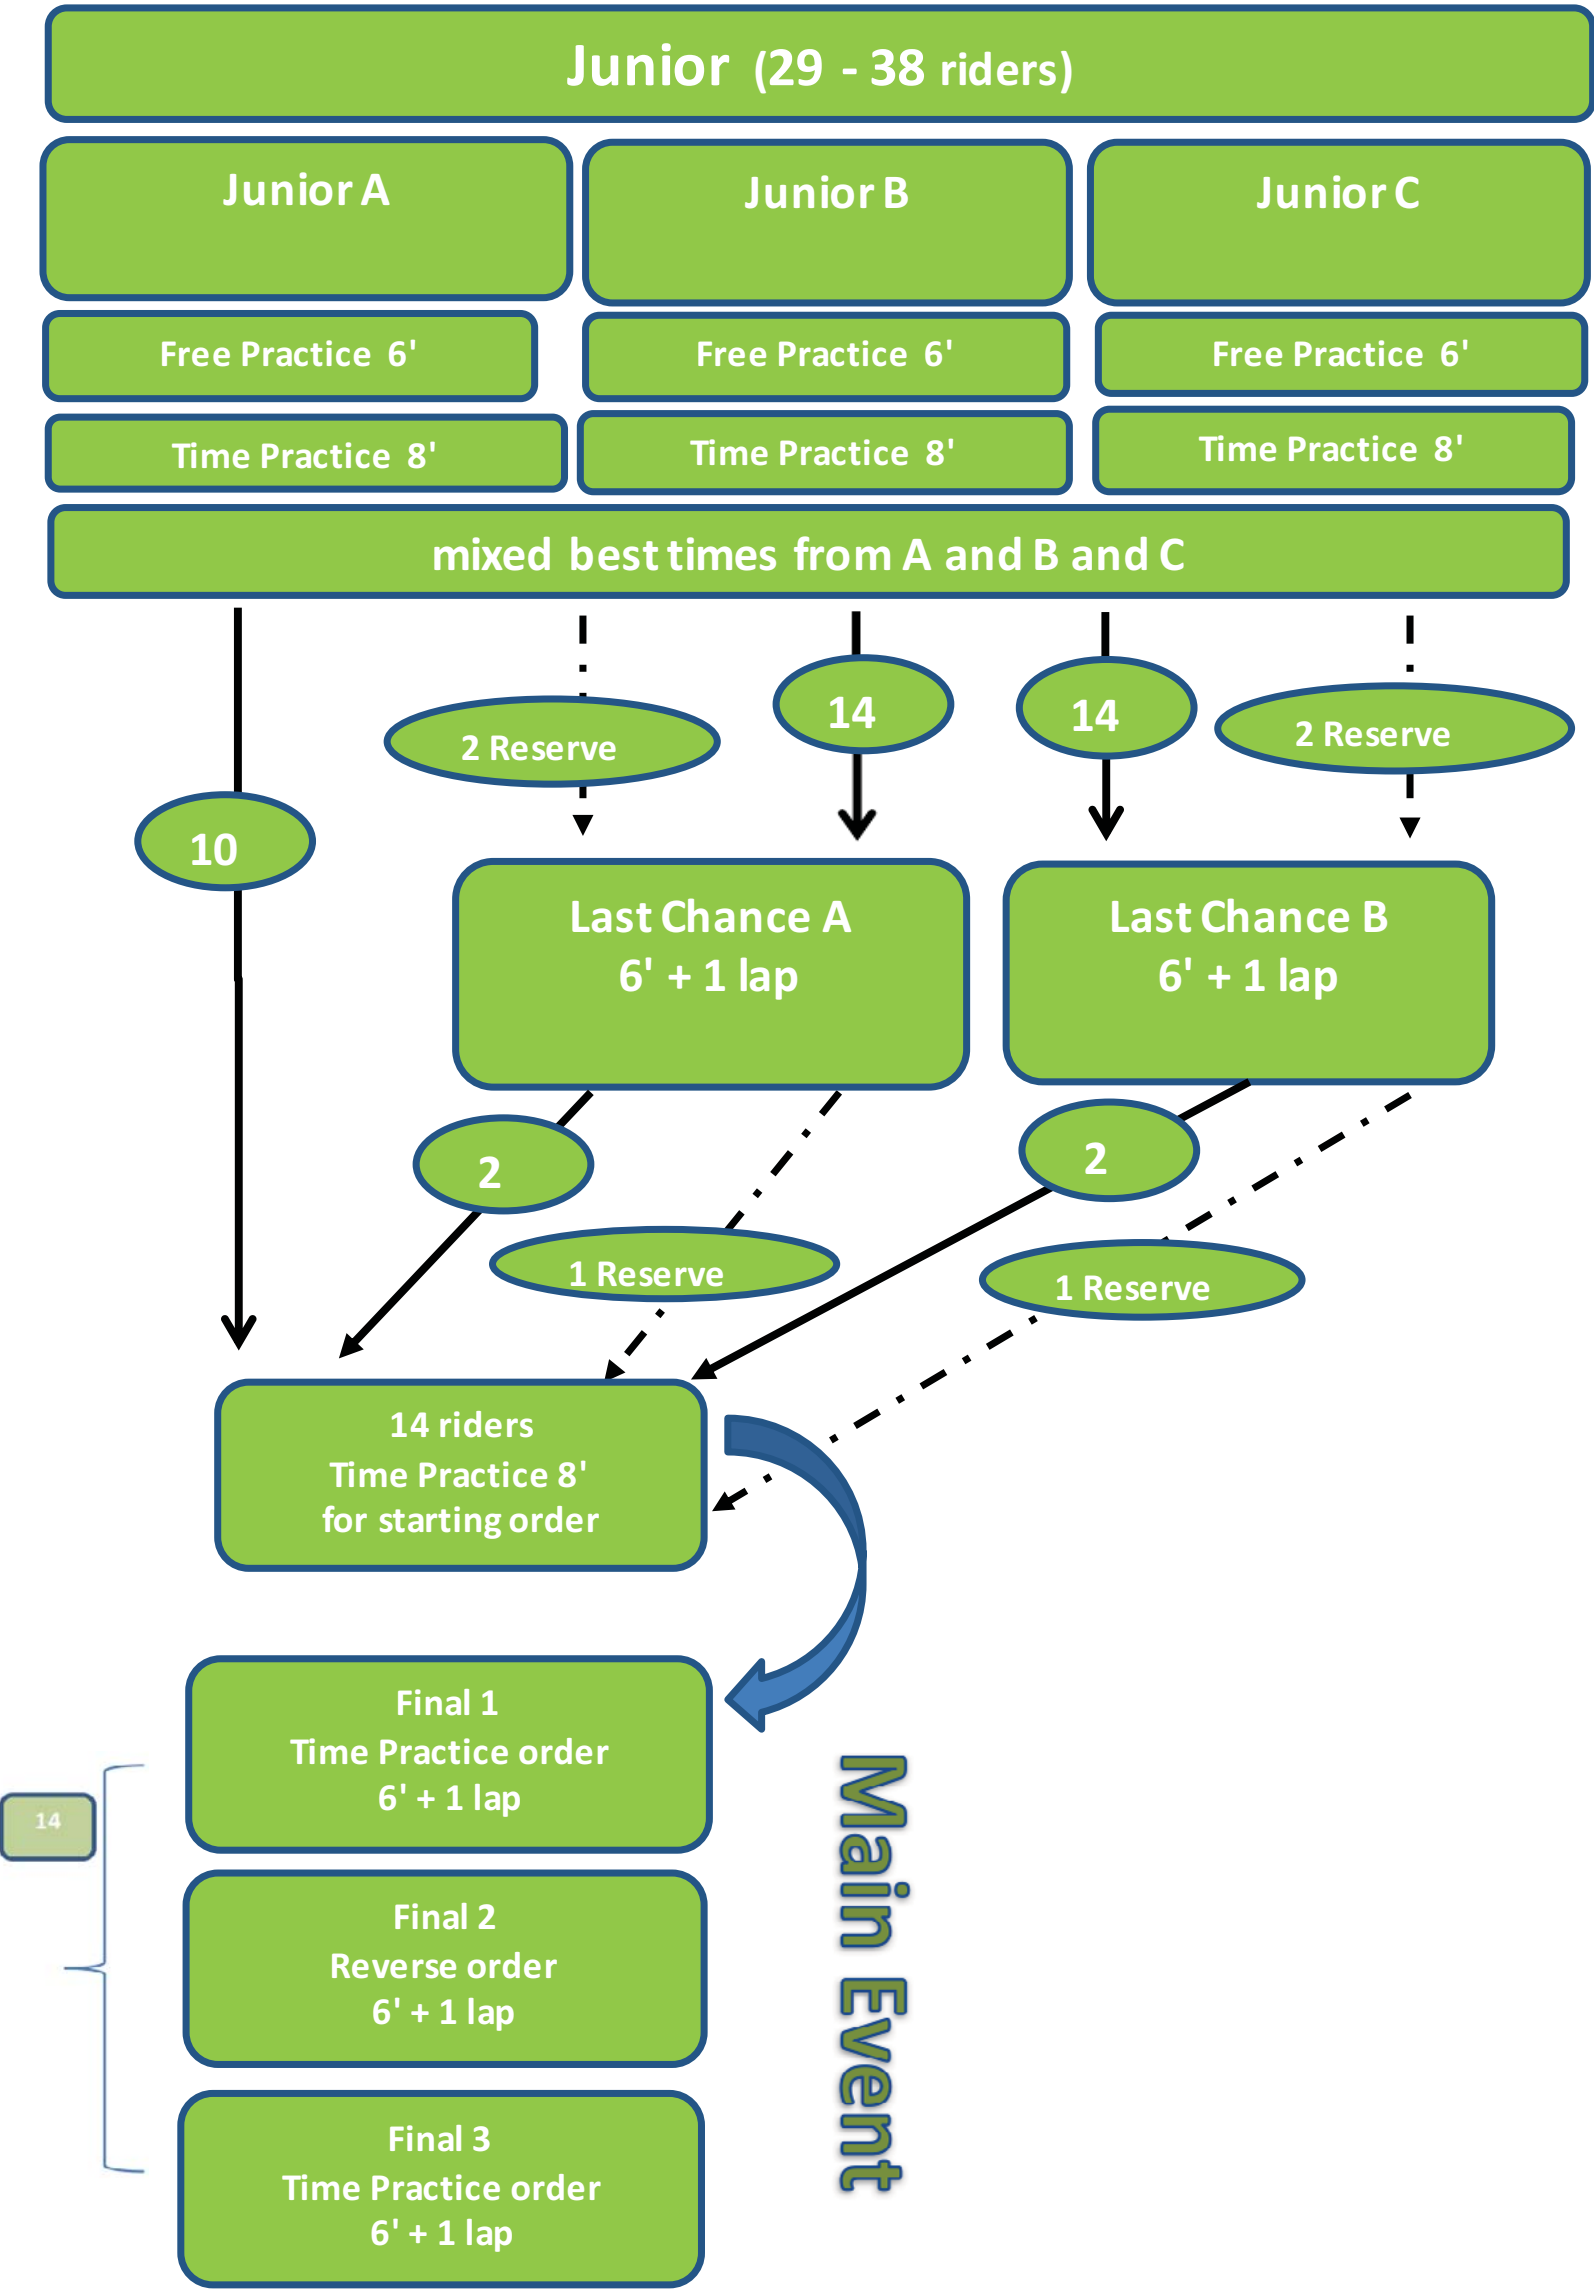 Junior (29 - 38 riders)
Junior A
Junior B
Junior C
Free Practice 6'
Free Practice 6'
Free Practice 6'
Time Practice 8'
Time Practice 8'
Time Practice 8'
mixed best times from A and B and C
10
2 Reserve
14
14
2 Reserve
Last Chance A
6' + 1 lap
Last Chance B
6' + 1 lap
2
2
1 Reserve
1 Reserve
14 riders
Time Practice 8'
for starting order
Final 1
Time Practice order
6' + 1 lap
14
Final 2
Reverse order
6' + 1 lap
Final 3
Time Practice order
6' + 1 lap
Main Event